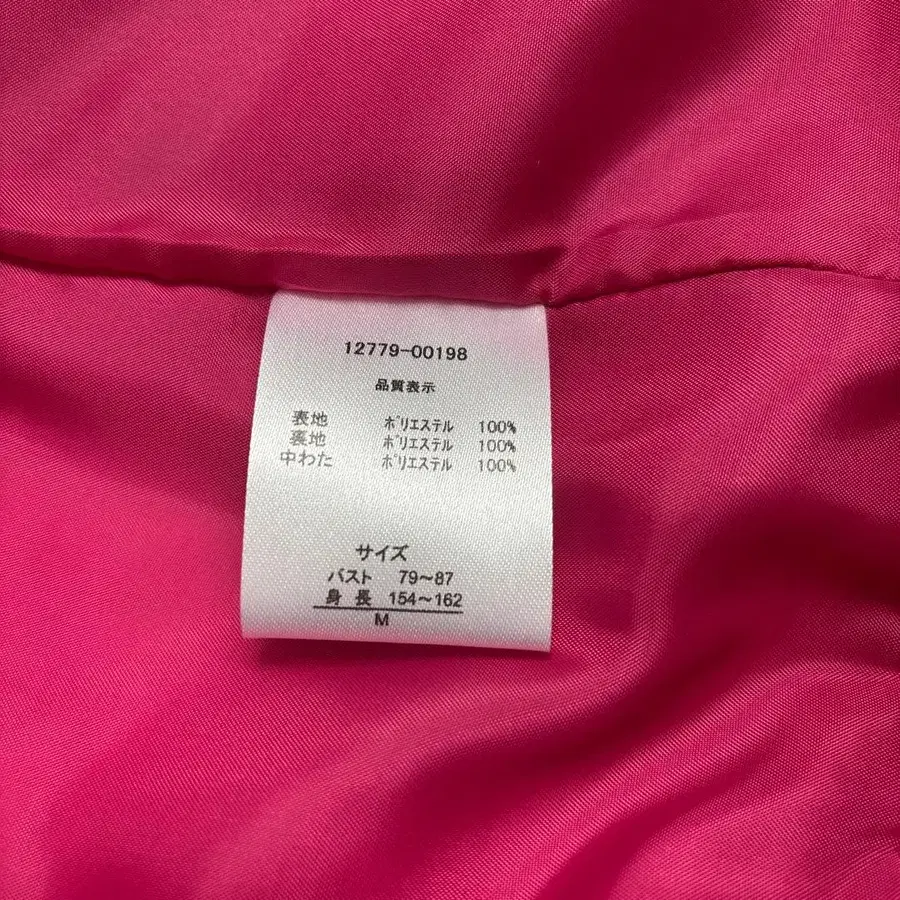 12779-00198
品質表示
表地 ポリエステル 100%
裏地 ポリエステル 100%
中わた ポリエステル 100%
サイズ
バスト 79〜87
身長 154〜162
M